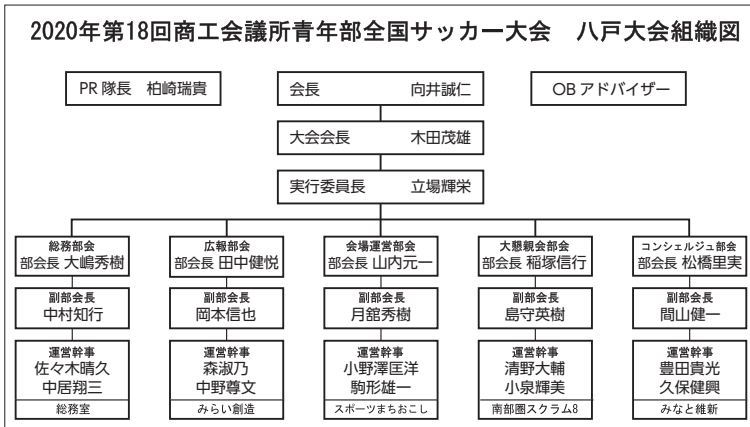 2020年第18回商工会議所青年部全国サッカー大会　八戸大会組織図
PR 隊長　柏崎瑞貴
会長　向井誠仁
OB アドバイザー
大会会長　木田茂雄
実行委員長　立場輝栄
総務部会
部会長 大嶋秀樹
副部会長
中村知行
運営幹事
佐々木晴久
中居翔三
総務室
広報部会
部会長 田中健悦
副部会長
岡本信也
運営幹事
森淑乃
中野尊文
みらい創造
会場運営部会
部会長 山内元一
副部会長
月舘秀樹
運営幹事
小野澤匡洋
駒形雄一
スポーツまちおこし
大懇親会部会
部会長 稲塚信行
副部会長
島守英樹
運営幹事
清野大輔
小泉輝美
南部圏スクラム8
コンシェルジュ部会
部会長 松橋里実
副部会長
間山健一
運営幹事
豊田貴光
久保健興
みなと維新